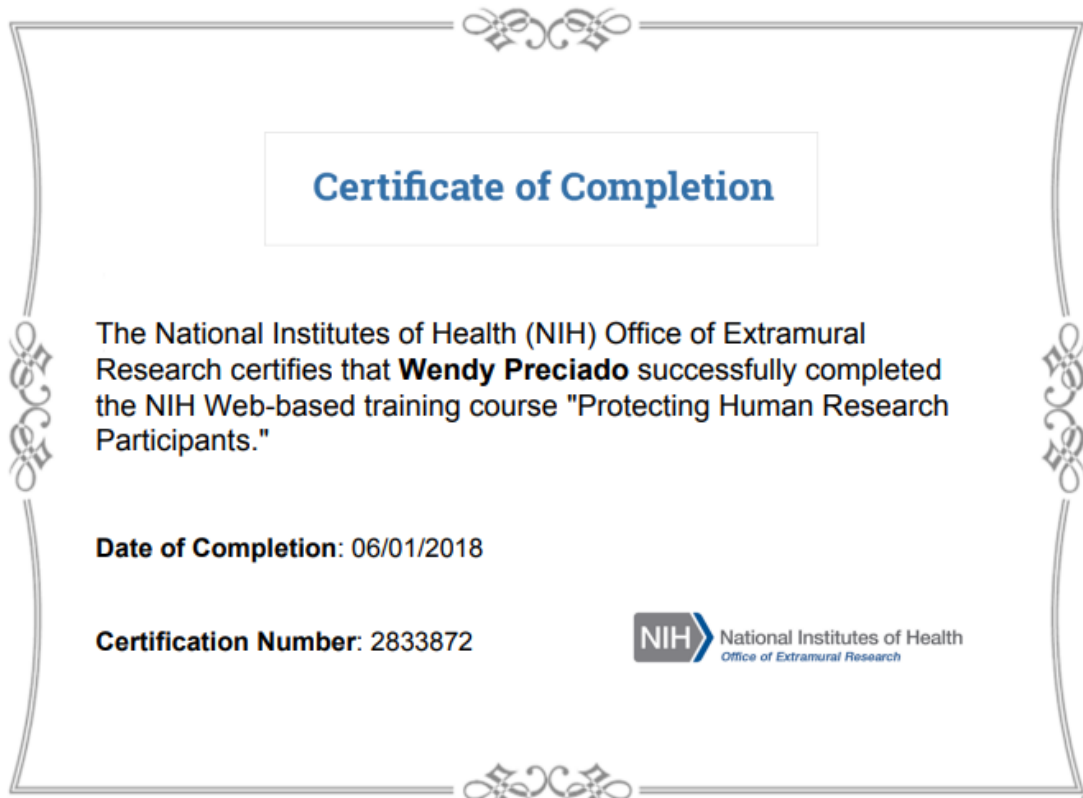 Certificate of Completion
The National Institutes of Health (NIH) Office of Extramural
Research certifies that Wendy Preciado successfully completed
the NIH Web-based training course "Protecting Human Research
Participants."
Date of Completion: 06/01/2018
Certification Number: 2833872
NIH National Institutes of Health
Office of Extramural Research